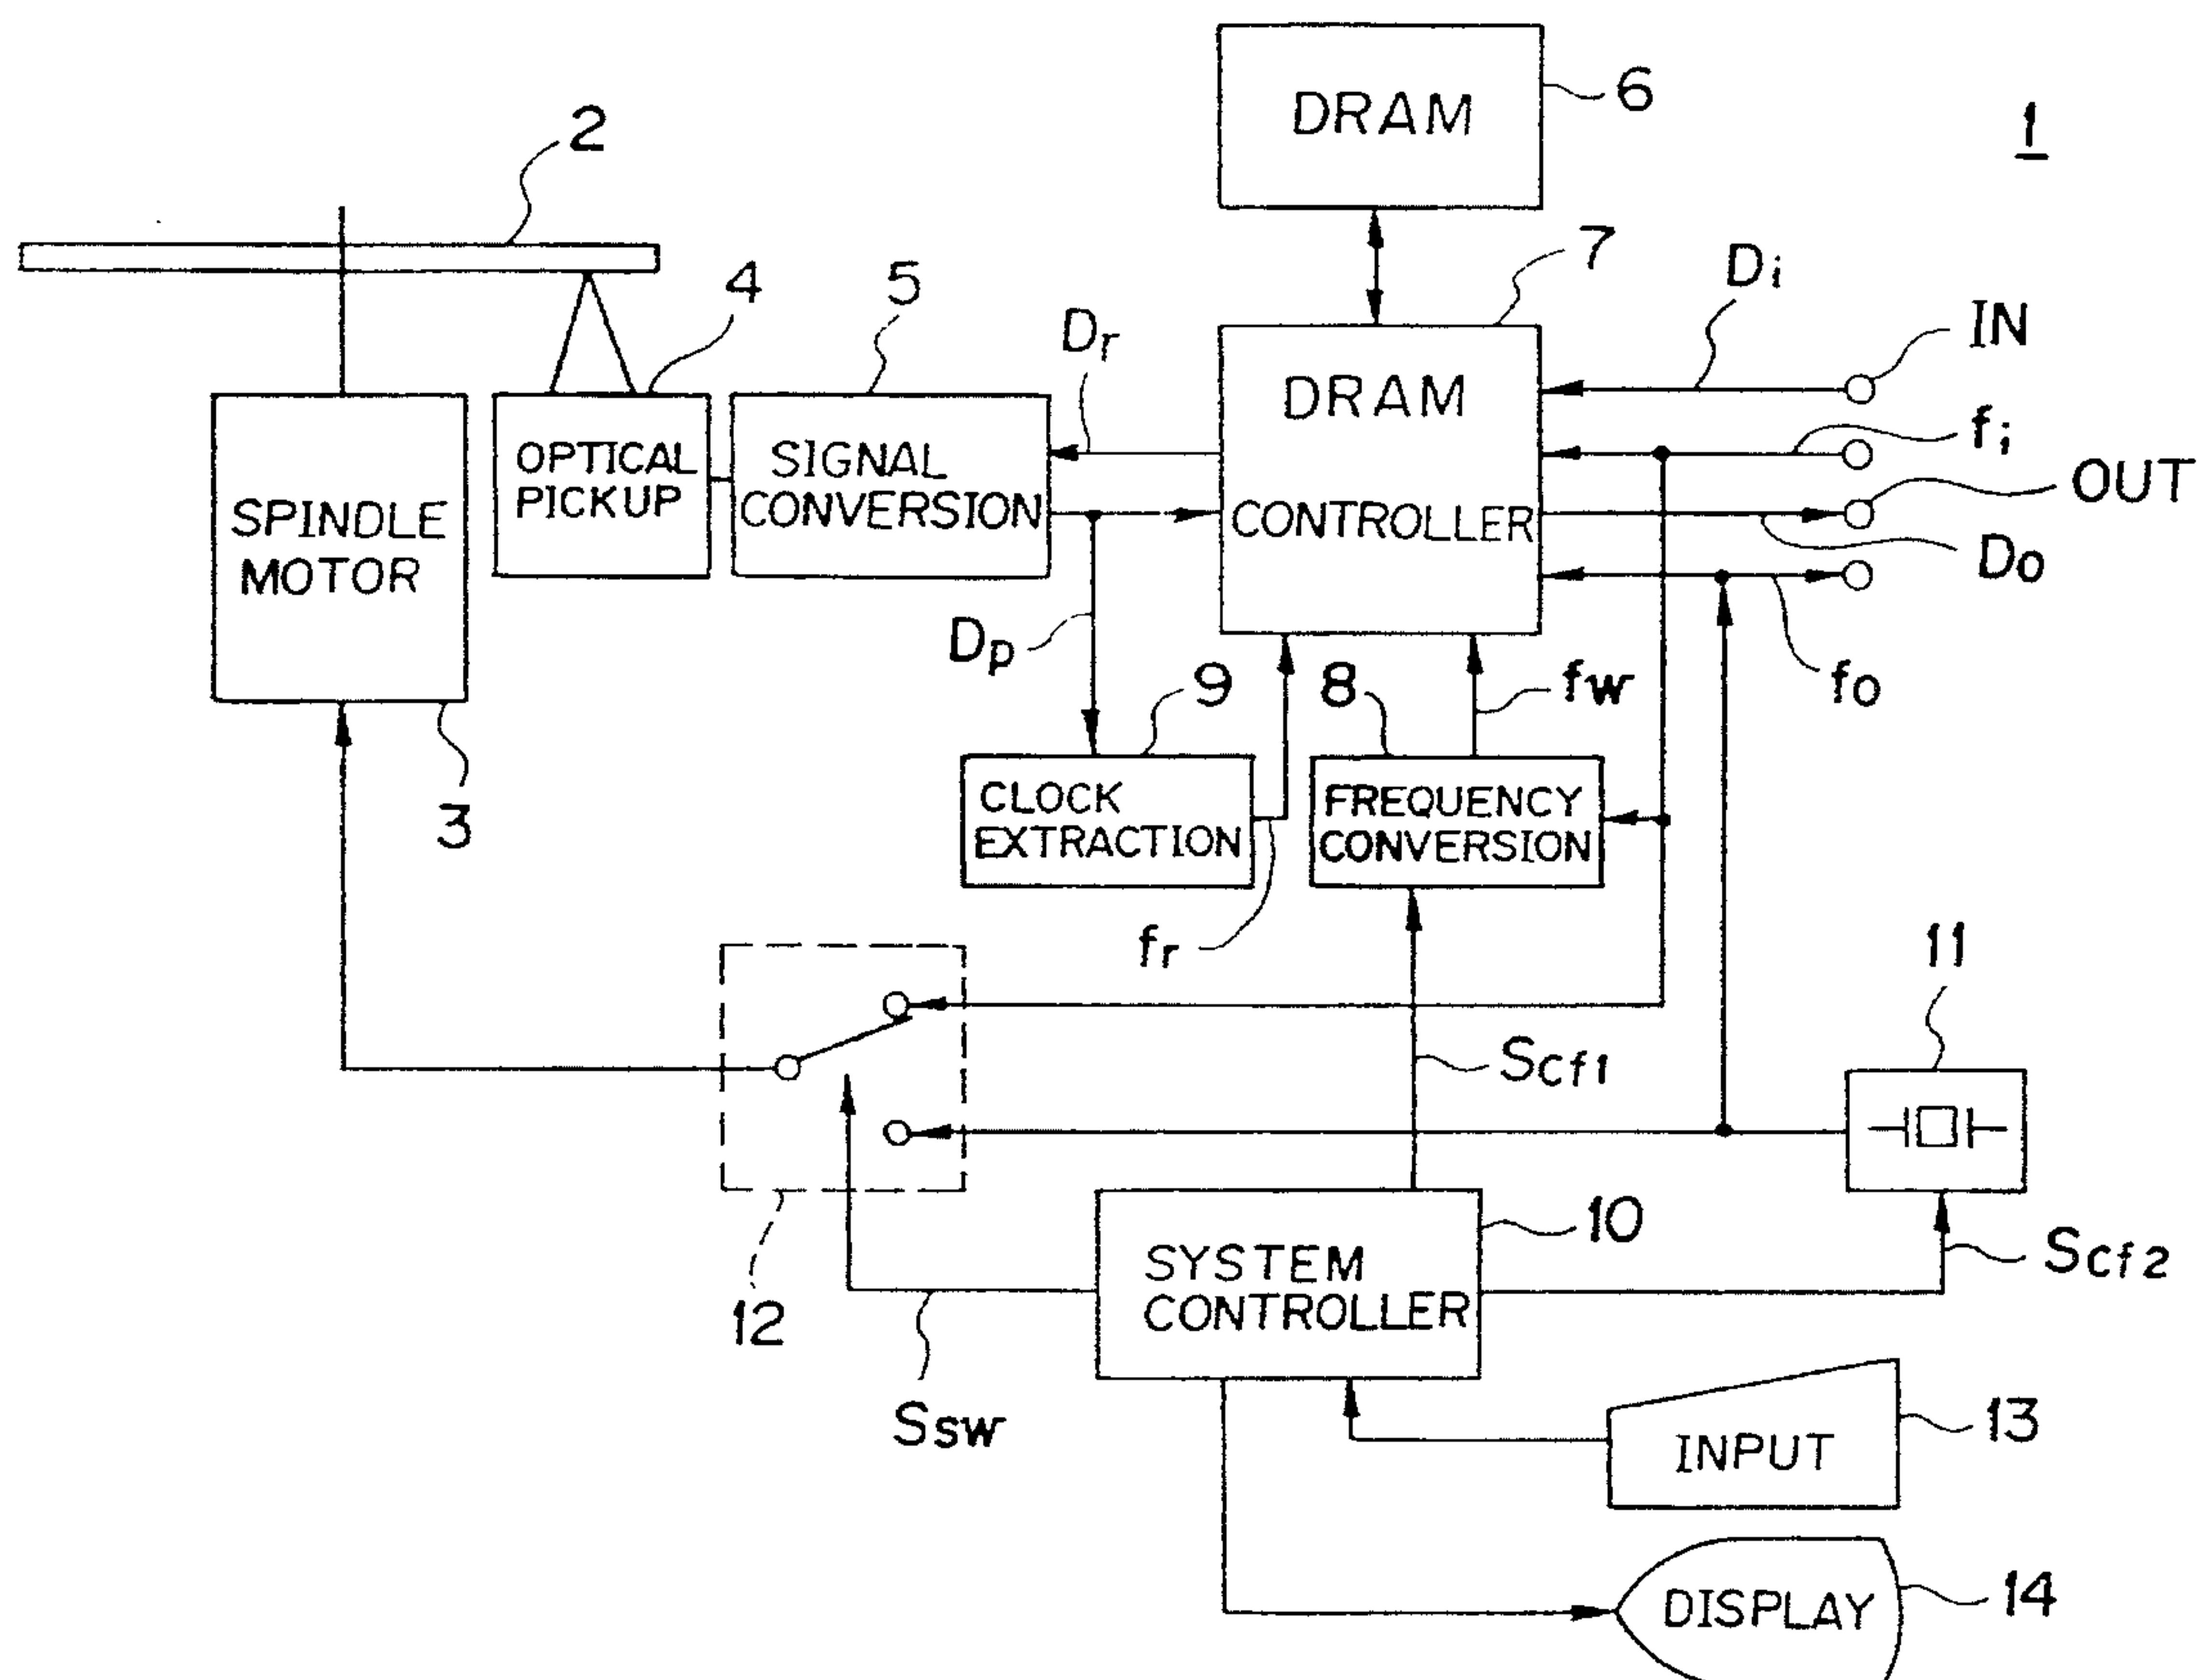 DRAM
6
1
2
7
Di
IN
4
5
Dr
DRAM
CONTROLLER
fi
OUT
OPTICAL
PICKUP
SIGNAL
CONVERSION
SPINDLE
MOTOR
Do
Dp
9
8
fw
fo
3
CLOCK
EXTRACTION
FREQUENCY
CONVERSION
fr
11
Scf1
10
SYSTEM
CONTROLLER
Scf2
12
Ssw
INPUT
13
DISPLAY
14